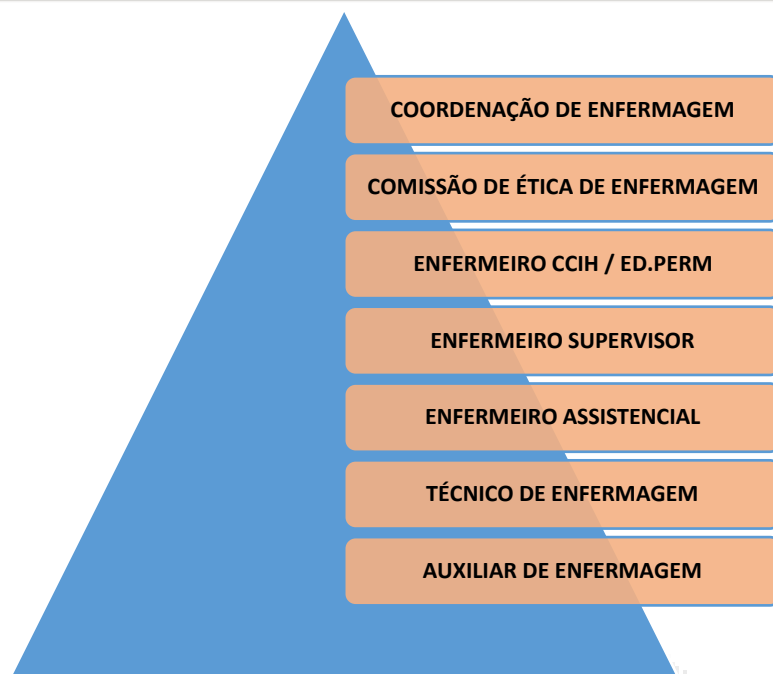 COORDENAÇÃO DE ENFERMAGEM
COMISSÃO DE ÉTICA DE ENFERMAGEM
ENFERMEIRO CCIH / ED.PERM
ENFERMEIRO SUPERVISOR
ENFERMEIRO ASSISTENCIAL
TÉCNICO DE ENFERMAGEM
AUXILIAR DE ENFERMAGEM